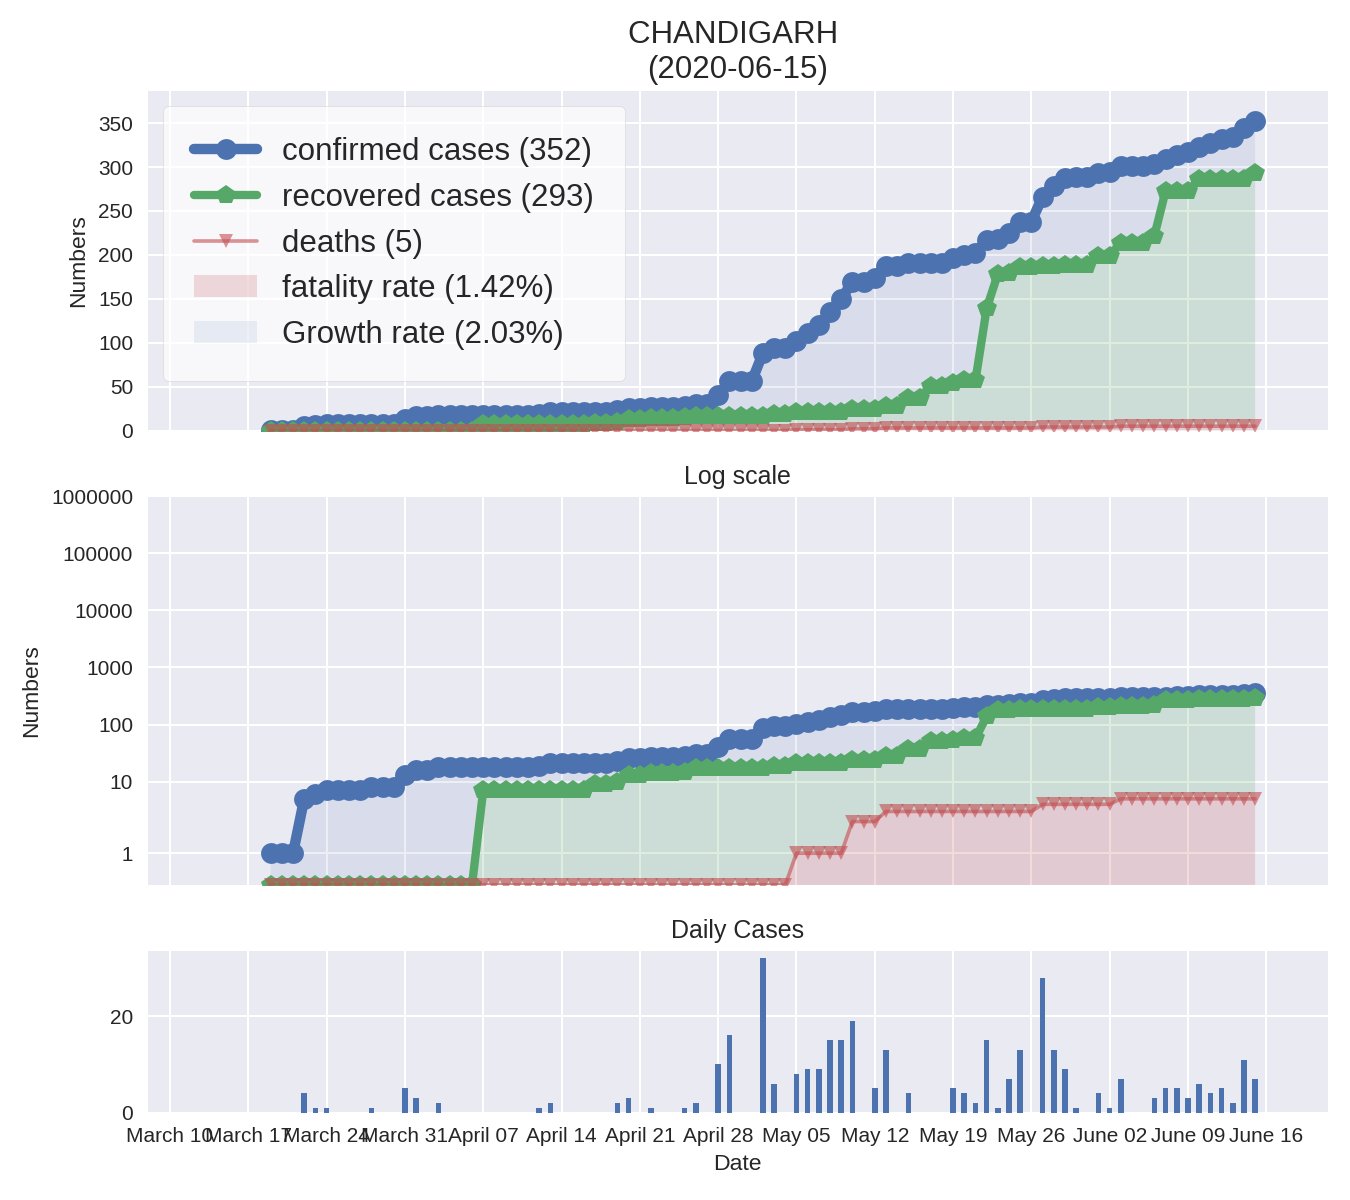 CHANDIGARH
(2020-06-15)
350
300
250
200
150
100
50
0
Numbers
confirmed cases (352)
recovered cases (293)
deaths (5)
fatality rate (1.42%)
Growth rate (2.03%)
Log scale
1000000
100000
10000
1000
100
10
1
Numbers
Daily Cases
20
0
March 10 March 17 March 24 March 31 April 07 April 14 April 21 April 28 May 05 May 12 May 19 May 26 June 02 June 09 June 16
Date